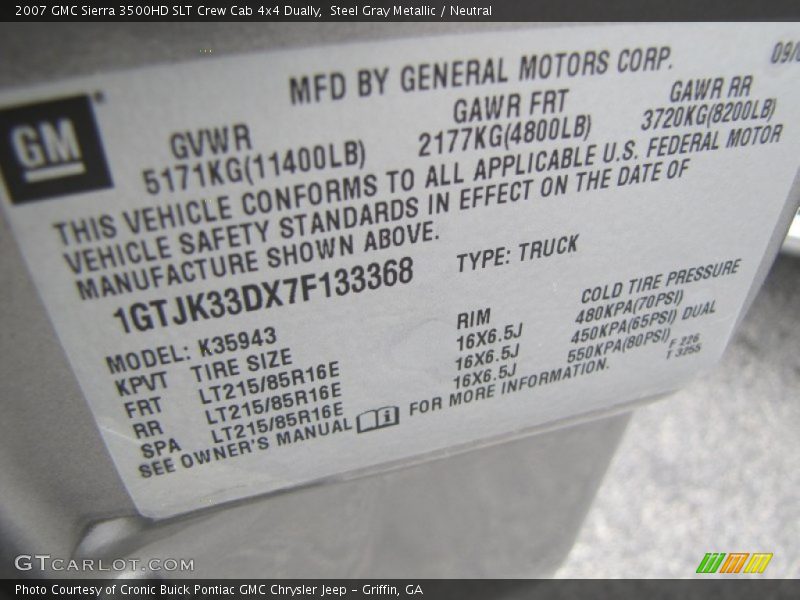 2007 GMC Sierra 3500HD SLT Crew Cab 4x4 Dually, Steel Gray Metallic / Neutral
MFD BY GENERAL MOTORS CORP. 09/0
GM
GVWR GAWR FRT GAWR RR
5171KG(11400LB) 2177KG(4800LB) 3720KG(8200LB)
THIS VEHICLE CONFORMS TO ALL APPLICABLE U.S. FEDERAL MOTOR
VEHICLE SAFETY STANDARDS IN EFFECT ON THE DATE OF
MANUFACTURE SHOWN ABOVE.
1GTJK33DX7F133368 TYPE: TRUCK
MODEL: K35943
KPVT TIRE SIZE RIM COLD TIRE PRESSURE
FRT LT215/85R16E 16X6.5J 480KPA(70PSI)
RR LT215/85R16E 16X6.5J 450KPA(65PSI) DUAL
SPA LT215/85R16E 16X6.5J 550KPA(80PSI) F 226
T 3255
SEE OWNER'S MANUAL i FOR MORE INFORMATION.
GTCARLOT.COM
Photo Courtesy of Cronic Buick Pontiac GMC Chrysler Jeep - Griffin, GA